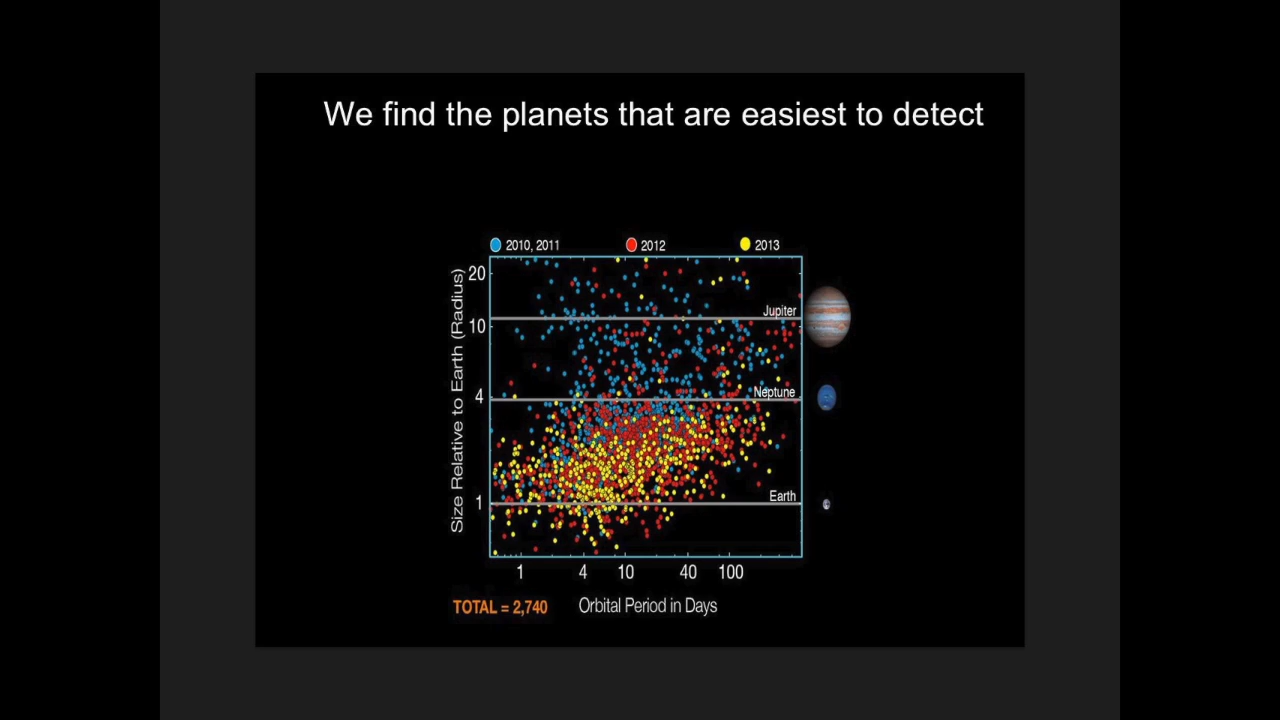 We find the planets that are easiest to detect
2010, 2011 2012 2013
Size Relative to Earth (Radius)
20
Jupiter
10
4
Neptune
Earth
1
1 4 10 40 100
TOTAL = 2,740 Orbital Period in Days